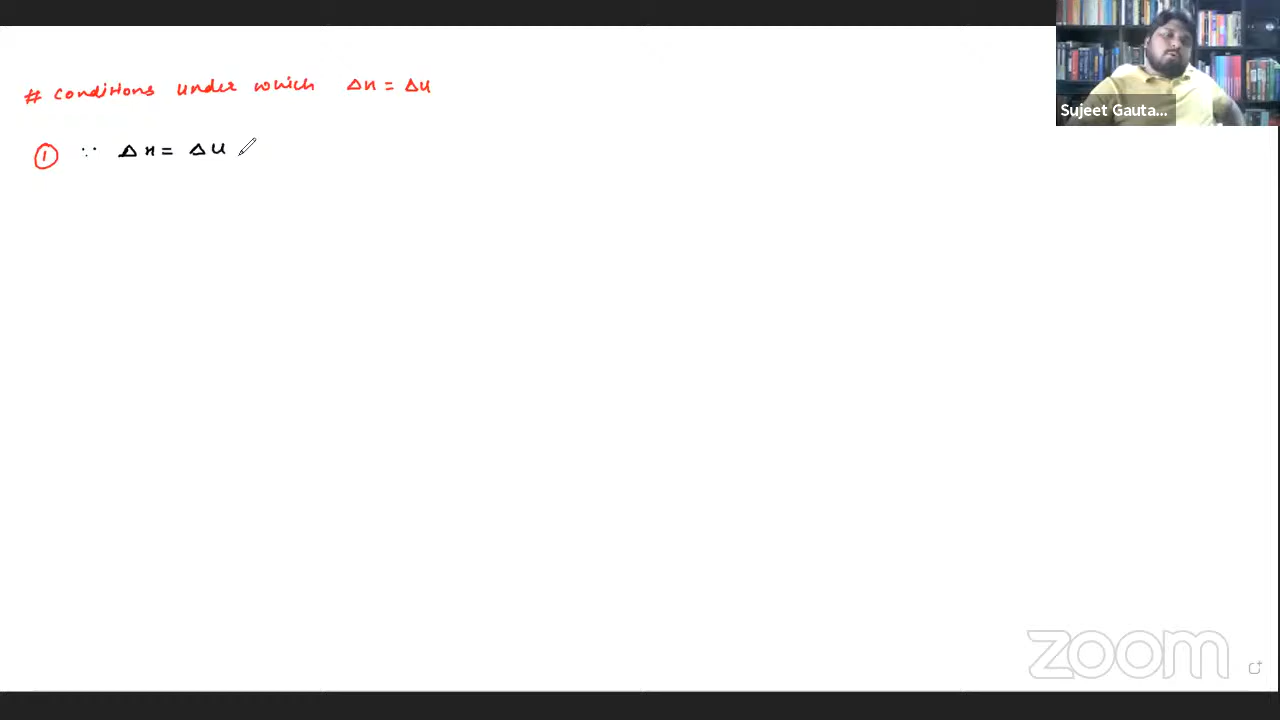 # Conditions under which ΔH = ΔU
① ∵ ΔH = ΔU
Sujeet Gauta...
zoom